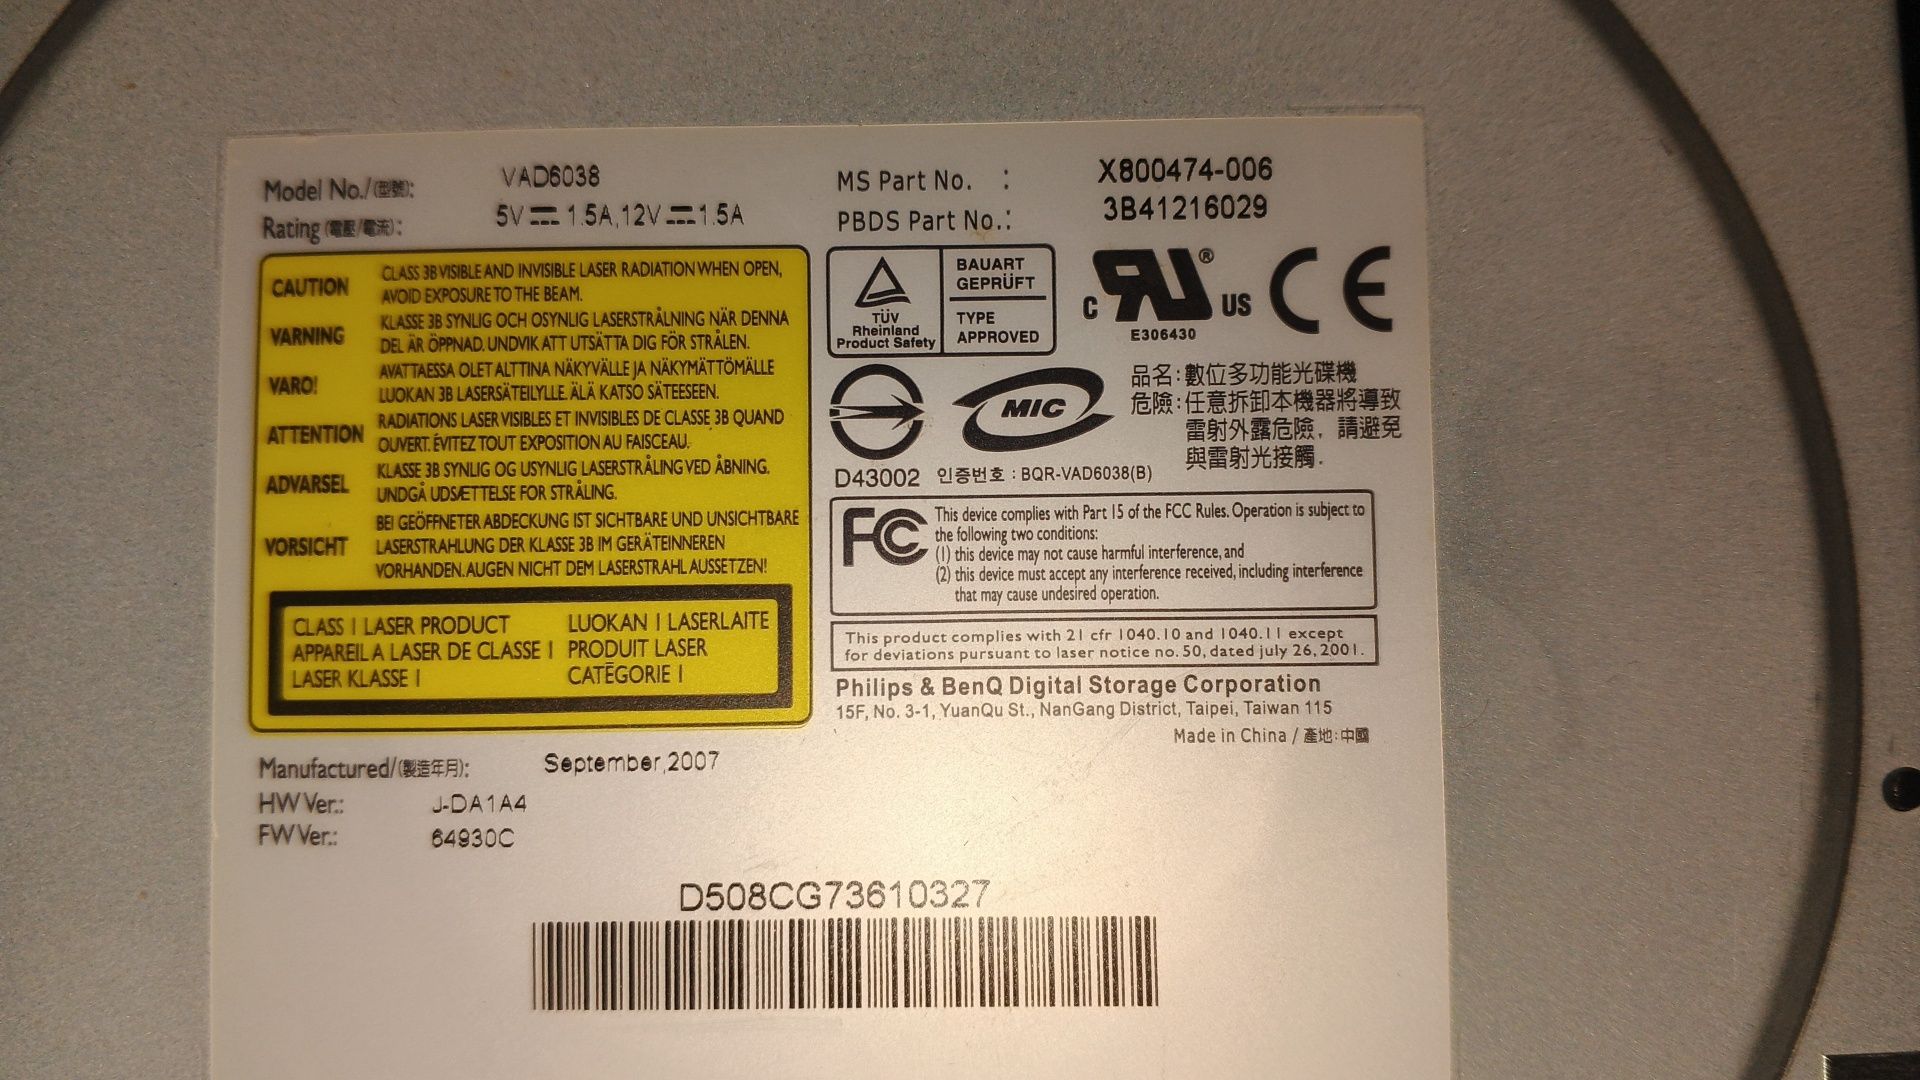 Model No./(型號): VAD6038
Rating (電壓/電流): 5V 1.5A,12V 1.5A
MS Part No. : X800474-006
PBDS Part No.: 3B41216029
CAUTION CLASS 3B VISIBLE AND INVISIBLE LASER RADIATION WHEN OPEN,
AVOID EXPOSURE TO THE BEAM.
VARNING KLASSE 3B SYNLIG OCH OSYNLIG LASERSTRÅLNING NÄR DENNA
DEL ÄR ÖPPNAD. UNDVIK ATT UTSÄTTA DIG FÖR STRÅLEN.
VARO! AVATTAESSA OLET ALTTINA NÄKYVÄLLE JA NÄKYMÄTTÖMÄLLE
LUOKAN 3B LASERSÄTEILYLLE. ÄLÄ KATSO SÄTEESEEN.
ATTENTION RADIATIONS LASER VISIBLES ET INVISIBLES DE CLASSE 3B QUAND
OUVERT. ÉVITEZ TOUT EXPOSITION AU FAISCEAU.
ADVARSEL KLASSE 3B SYNLIG OG USYNLIG LASERSTRÅLING VED ÅBNING.
UNDGÅ UDSÆTTELSE FOR STRÅLING.
VORSICHT BEI GEÖFFNETER ABDECKUNG IST SICHTBARE UND UNSICHTBARE
LASERSTRAHLUNG DER KLASSE 3B IM GERÄTEINNEREN
VORHANDEN. AUGEN NICHT DEM LASERSTRAHL AUSSETZEN!
CLASS 1 LASER PRODUCT LUOKAN 1 LASERLAITE
APPAREIL A LASER DE CLASSE 1 PRODUIT LASER
LASER KLASSE 1 CATĒGORIE 1
TÜV
Rheinland
Product Safety
BAUART
GEPRÜFT
TYPE
APPROVED
c RU® US
E306430
CE
D43002
MIC
인증번호 : BQR-VAD6038(B)
品名:數位多功能光碟機
危險:任意拆卸本機器將導致
雷射外露危險，請避免
與雷射光接觸.
FC This device complies with Part 15 of the FCC Rules. Operation is subject to
the following two conditions:
(1) this device may not cause harmful interference, and
(2) this device must accept any interference received, including interference
that may cause undesired operation.
This product complies with 21 cfr 1040.10 and 1040.11 except
for deviations pursuant to laser notice no. 50, dated july 26, 2001.
Philips & BenQ Digital Storage Corporation
15F, No. 3-1, YuanQu St., NanGang District, Taipei, Taiwan 115
Made in China / 產地:中國
Manufactured/(製造年月): September,2007
HW Ver.: J-DA1A4
FW Ver.: 64930C
D508CG73610327